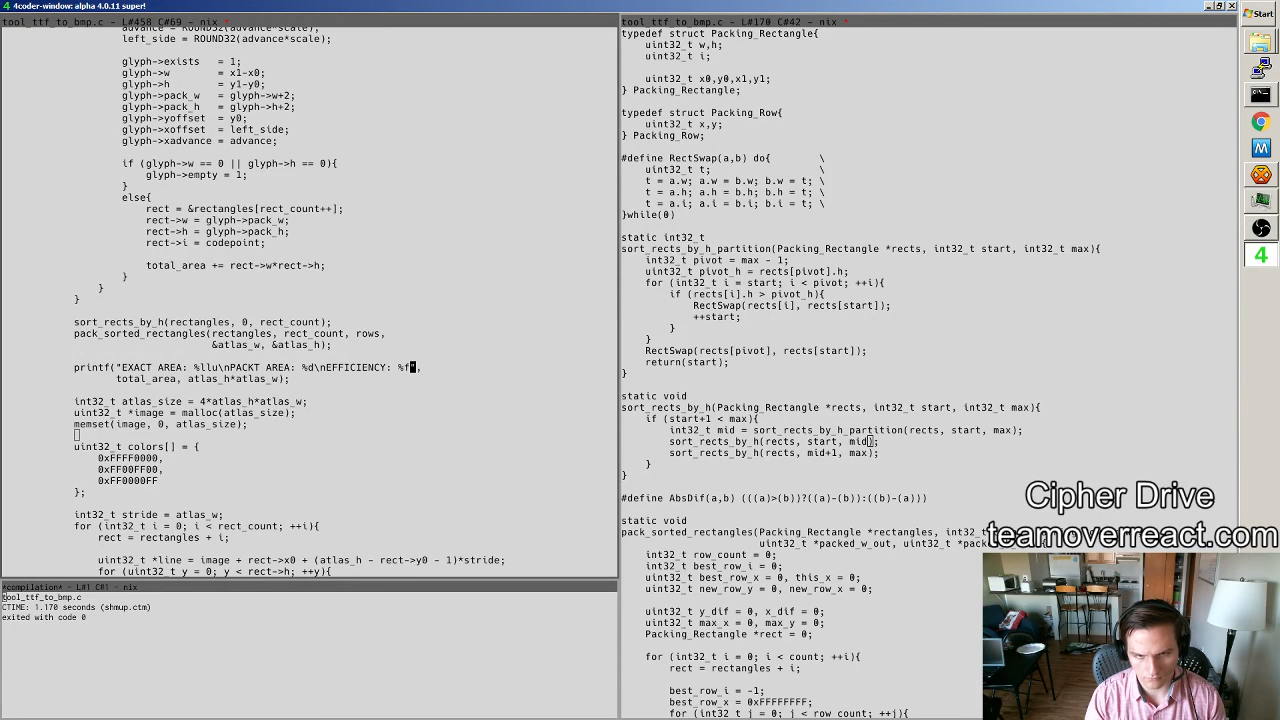 4coder-window: alpha 4.0.11 super!
Start
tool_ttf_to_bmp.c - L#458 C#69 - nix *
left_side = ROUND32(advance*scale);
glyph->exists   = 1;
glyph->w        = x1-x0;
glyph->h        = y1-y0;
glyph->pack_w   = glyph->w+2;
glyph->pack_h   = glyph->h+2;
glyph->yoffset  = y0;
glyph->xoffset  = left_side;
glyph->xadvance = advance;
if (glyph->w == 0 || glyph->h == 0){
glyph->empty = 1;
}
else{
rect = &rectangles[rect_count++];
rect->w = glyph->pack_w;
rect->h = glyph->pack_h;
rect->i = codepoint;
total_area += rect->w*rect->h;
}
}
}
sort_rects_by_h(rectangles, 0, rect_count);
pack_sorted_rectangles(rectangles, rect_count, rows,
&atlas_w, &atlas_h);
printf("EXACT AREA: %llu\nPACKT AREA: %d\nEFFICIENCY: %f",
total_area, atlas_h*atlas_w);
int32_t atlas_size = 4*atlas_h*atlas_w;
uint32_t *image = malloc(atlas_size);
memset(image, 0, atlas_size);
uint32_t colors[] = {
0xFFFF0000,
0xFF00FF00,
0xFF0000FF
};
int32_t stride = atlas_w;
for (int32_t i = 0; i < rect_count; ++i){
rect = rectangles + i;
uint32_t *line = image + rect->x0 + (atlas_h - rect->y0 - 1)*stride;
for (uint32_t y = 0; y < rect->h; ++y){
*compilation* - L#1 C#1 - nix
tool_ttf_to_bmp.c
CTIME: 1.170 seconds (shmup.ctm)
exited with code 0
tool_ttf_to_bmp.c - L#170 C#42 - nix *
typedef struct Packing_Rectangle{
uint32_t w,h;
uint32_t i;
uint32_t x0,y0,x1,y1;
} Packing_Rectangle;
typedef struct Packing_Row{
uint32_t x,y;
} Packing_Row;
#define RectSwap(a,b) do{        \
uint32_t t;                  \
t = a.w; a.w = b.w; b.w = t; \
t = a.h; a.h = b.h; b.h = t; \
t = a.i; a.i = b.i; b.i = t; \
}while(0)
static int32_t
sort_rects_by_h_partition(Packing_Rectangle *rects, int32_t start, int32_t max){
int32_t pivot = max - 1;
uint32_t pivot_h = rects[pivot].h;
for (int32_t i = start; i < pivot; ++i){
if (rects[i].h > pivot_h){
RectSwap(rects[i], rects[start]);
++start;
}
}
RectSwap(rects[pivot], rects[start]);
return(start);
}
static void
sort_rects_by_h(Packing_Rectangle *rects, int32_t start, int32_t max){
if (start+1 < max){
int32_t mid = sort_rects_by_h_partition(rects, start, max);
sort_rects_by_h(rects, start, mid);
sort_rects_by_h(rects, mid+1, max);
}
}
#define AbsDif(a,b) (((a)>(b))?((a)-(b)):((b)-(a)))
static void
pack_sorted_rectangles(Packing_Rectangle *rectangles,
uint32_t *packed_w_out, uint32_t
int32_t row_count = 0;
int32_t best_row_i = 0;
uint32_t best_row_x = 0, this_x = 0;
uint32_t new_row_y = 0, new_row_x = 0;
uint32_t y_dif = 0, x_dif = 0;
uint32_t max_x = 0, max_y = 0;
Packing_Rectangle *rect = 0;
for (int32_t i = 0; i < count; ++i){
rect = rectangles + i;
best_row_i = -1;
best_row_x = 0xFFFFFFFF;
for (int32_t j = 0; j < row_count; ++j){
Cipher Drive
teamoverreact.com